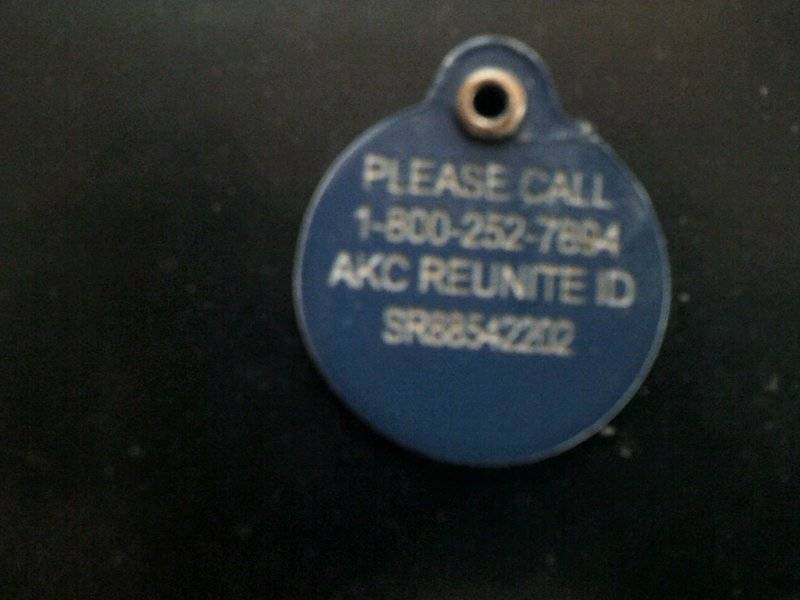 PLEASE CALL
1-800-252-7894
AKC REUNITE ID
SR88542202